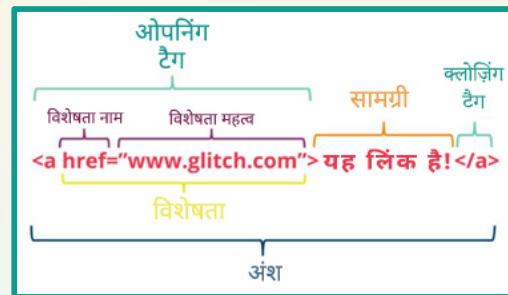 ओपनिंग
टैग
क्लोज़िंग
टैग
सामग्री
विशेषता नाम
विशेषता महत्व
<a href="www.glitch.com”> यह लिंक है!</a>
विशेषता
अंश